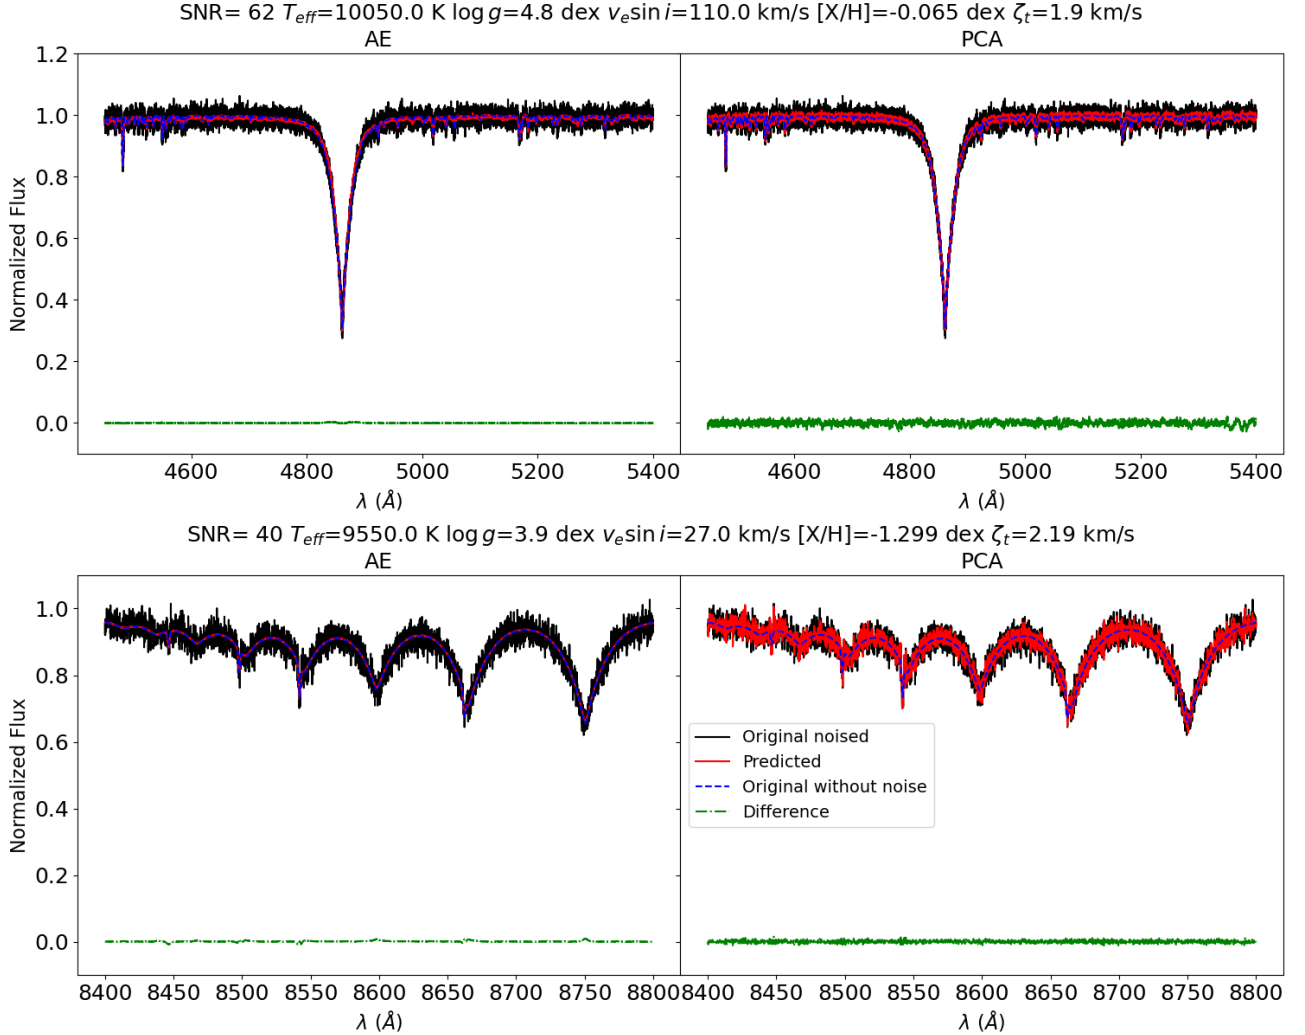 SNR= 62 T_eff=10050.0 K log g=4.8 dex v_e sin i=110.0 km/s [X/H]=-0.065 dex ζ_t=1.9 km/s
AE PCA
1.2
1.0
0.8
0.6
0.4
0.2
0.0
Normalized Flux
4600 4800 5000 5200 5400 4600 4800 5000 5200 5400
λ (Å) λ (Å)
SNR= 40 T_eff=9550.0 K log g=3.9 dex v_e sin i=27.0 km/s [X/H]=-1.299 dex ζ_t=2.19 km/s
AE PCA
1.0
0.8
0.6
0.4
0.2
0.0
Normalized Flux
Original noised
Predicted
Original without noise
Difference
8400 8450 8500 8550 8600 8650 8700 8750 8800 8400 8450 8500 8550 8600 8650 8700 8750 8800
λ (Å) λ (Å)